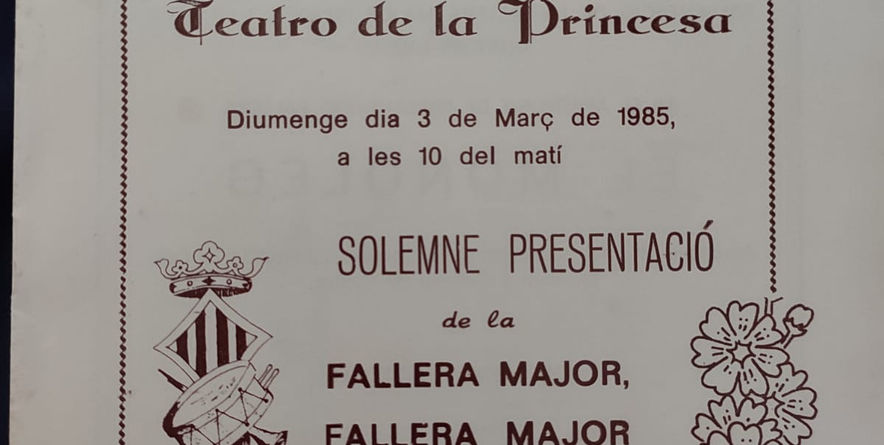 Teatro de la Princesa
Diumenge dia 3 de Març de 1985,
a les 10 del matí
SOLEMNE PRESENTACIÓ
de la
FALLERA MAJOR,
FALLERA MAJOR